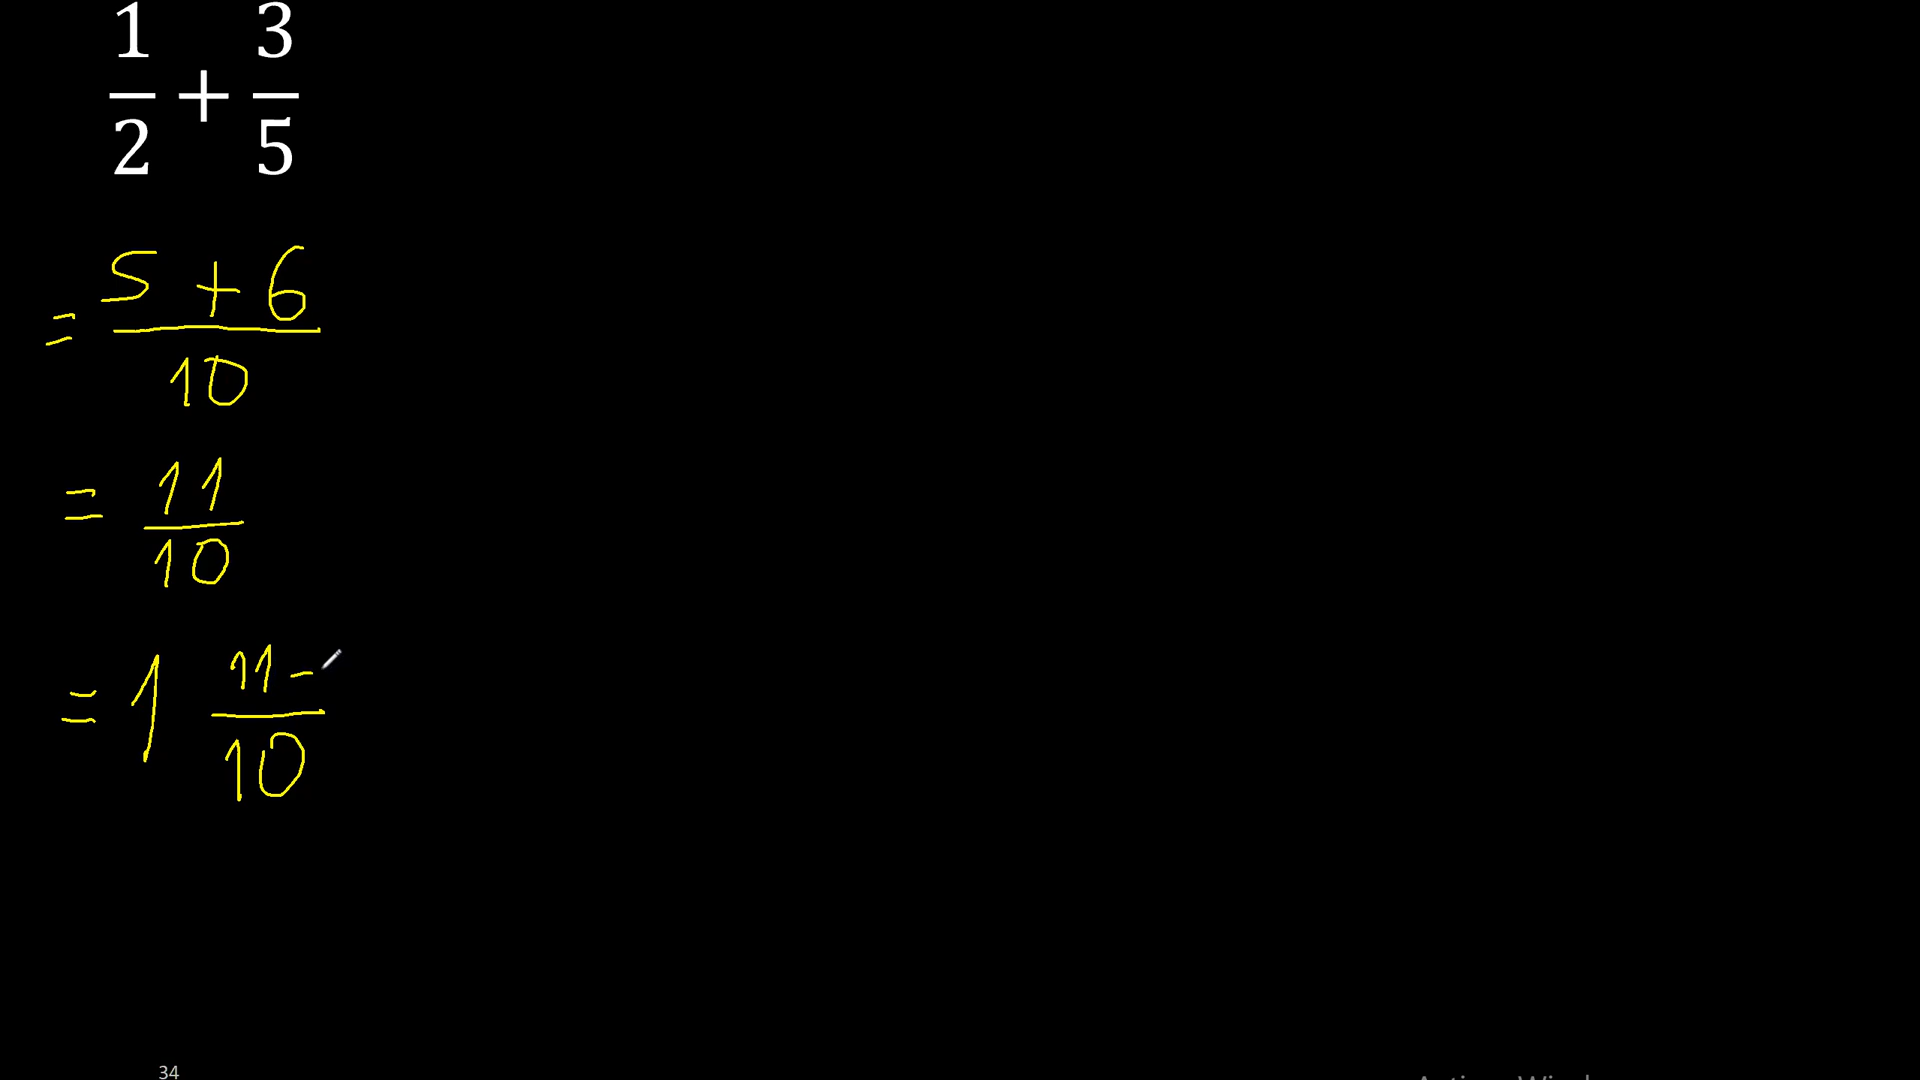 1/2 + 3/5
= (5 + 6)/10
= 11/10
= 1 (11 -)/10
34